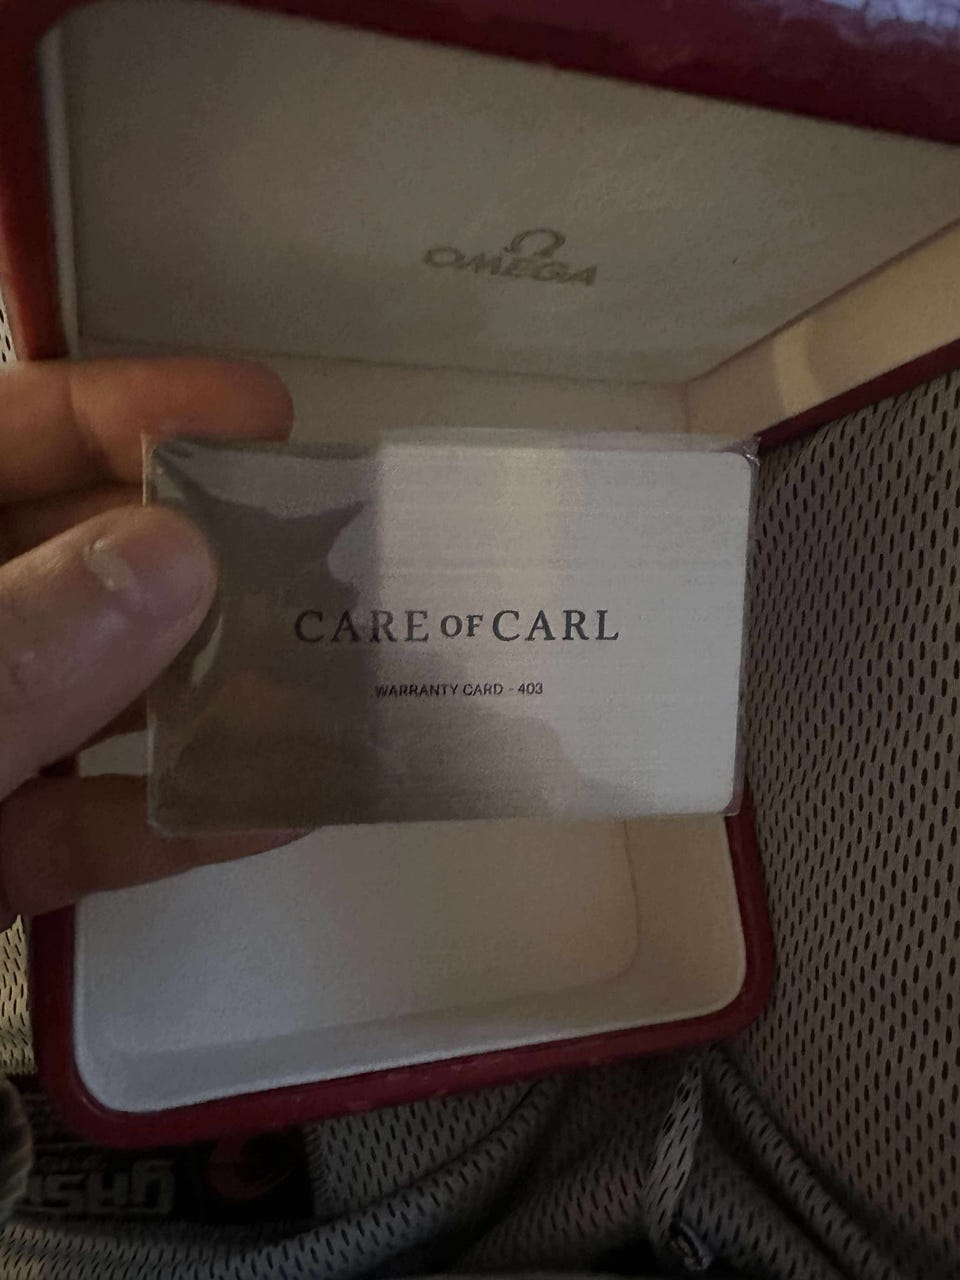 Ω
OMEGA
CARE OF CARL
WARRANTY CARD - 403